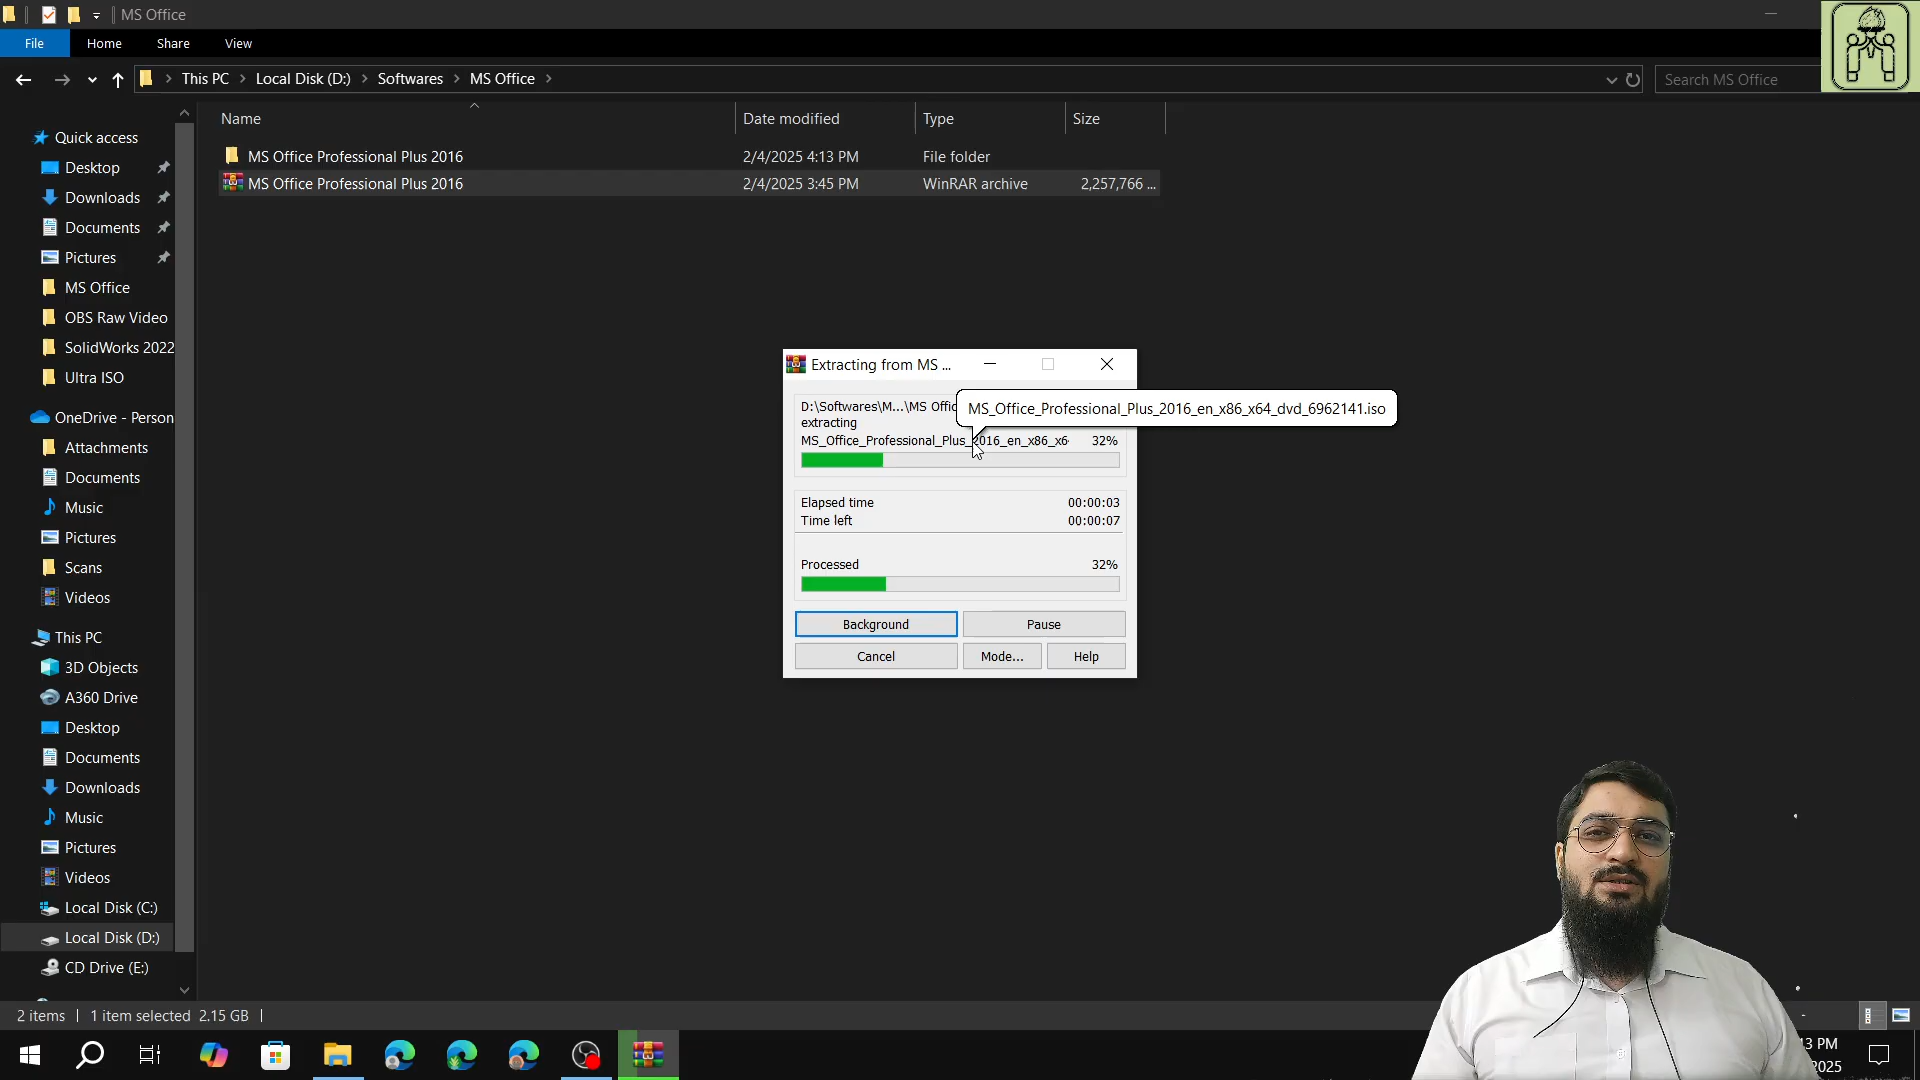 MS Office
File Home Share View
This PC Local Disk (D:) Softwares MS Office
Search MS Office
Name Date modified Type Size
MS Office Professional Plus 2016 2/4/2025 4:13 PM File folder
MS Office Professional Plus 2016 2/4/2025 3:45 PM WinRAR archive 2,257,766 ...
Quick access
Desktop
Downloads
Documents
Pictures
MS Office
OBS Raw Video
SolidWorks 2022
Ultra ISO
OneDrive - Person
Attachments
Documents
Music
Pictures
Scans
Videos
This PC
3D Objects
A360 Drive
Desktop
Documents
Downloads
Music
Pictures
Videos
Local Disk (C:)
Local Disk (D:)
CD Drive (E:)
Extracting from MS ...
D:\Softwares\M...\MS Offic
MS_Office_Professional_Plus_2016_en_x86_x64_dvd_6962141.iso
extracting
MS_Office_Professional_Plus_2016_en_x86_x6 32%
Elapsed time 00:00:03
Time left 00:00:07
Processed 32%
Background Pause
Cancel Mode... Help
2 items 1 item selected 2.15 GB
13 PM
2025